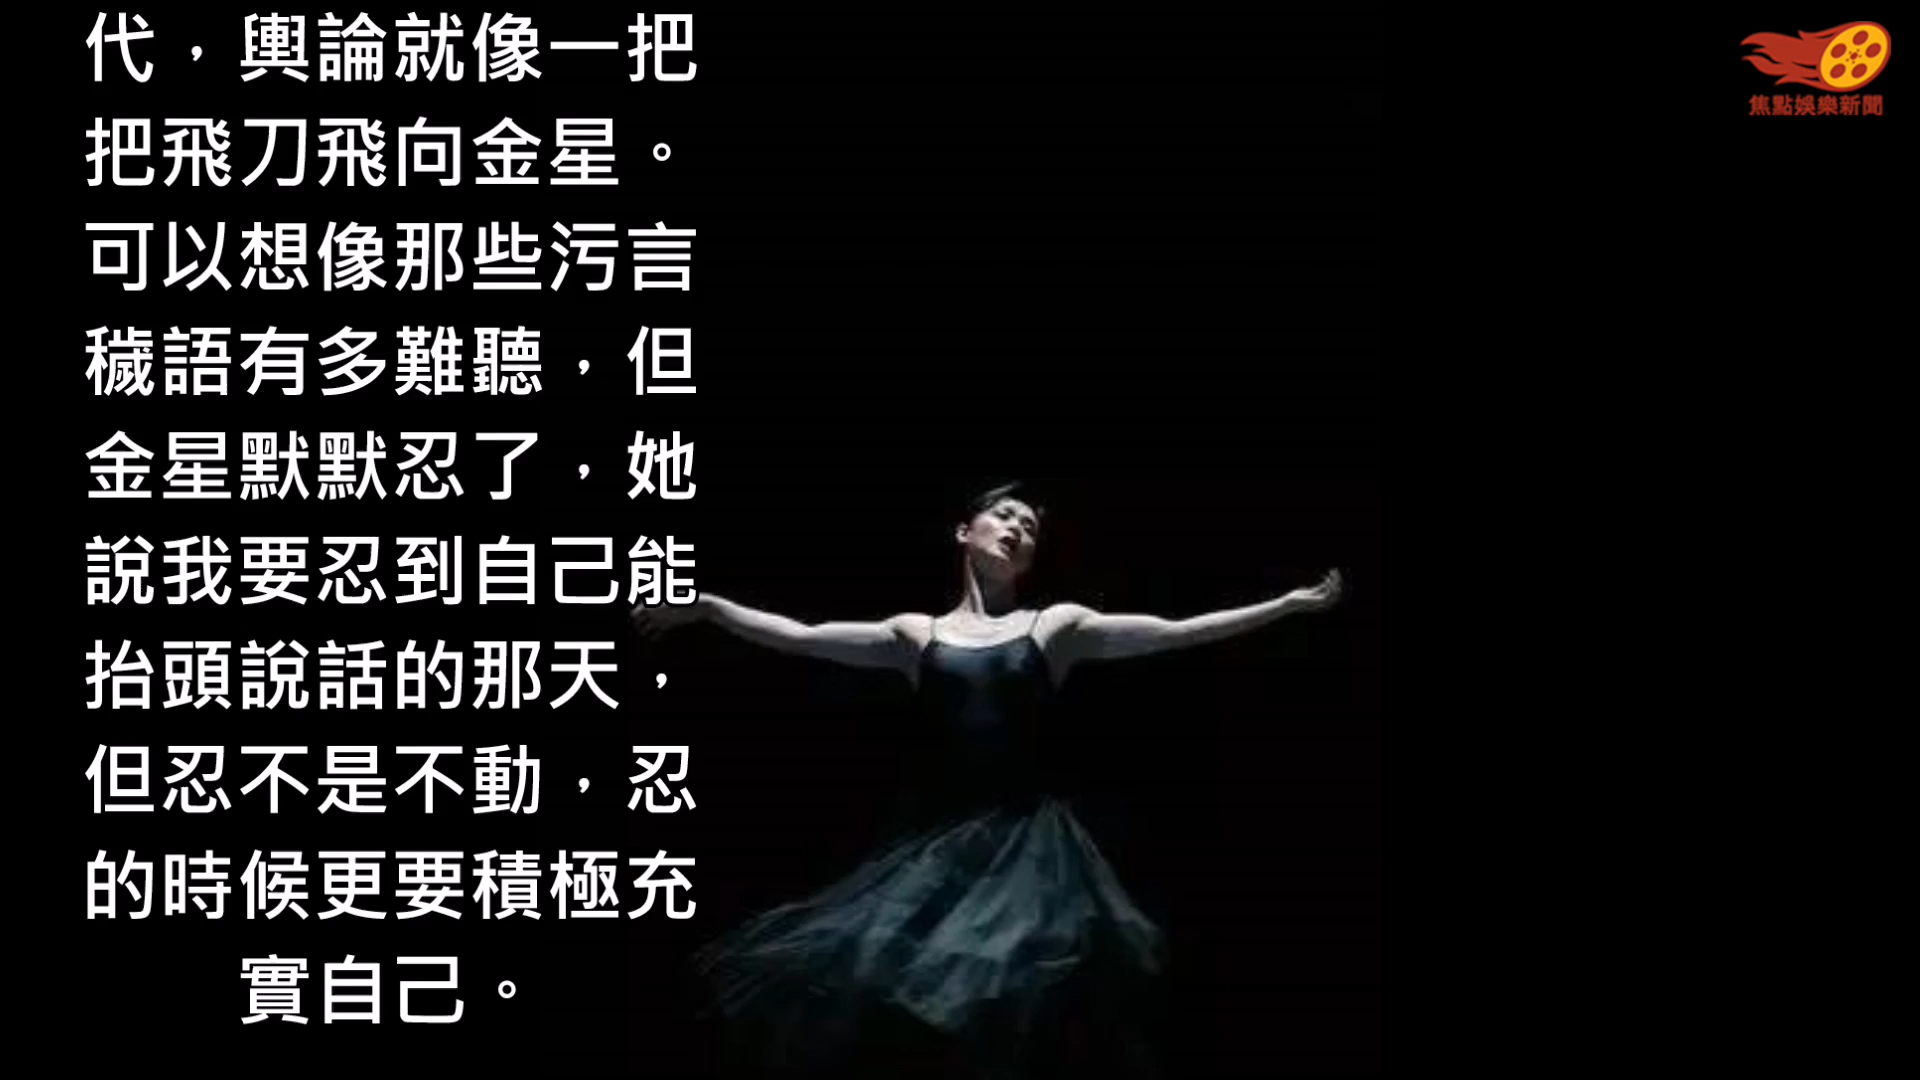 代，輿論就像一把
把飛刀飛向金星。
可以想像那些污言
穢語有多難聽，但
金星默默忍了，她
說我要忍到自己能
抬頭說話的那天，
但忍不是不動，忍
的時候更要積極充
實自己。
焦點娛樂新聞